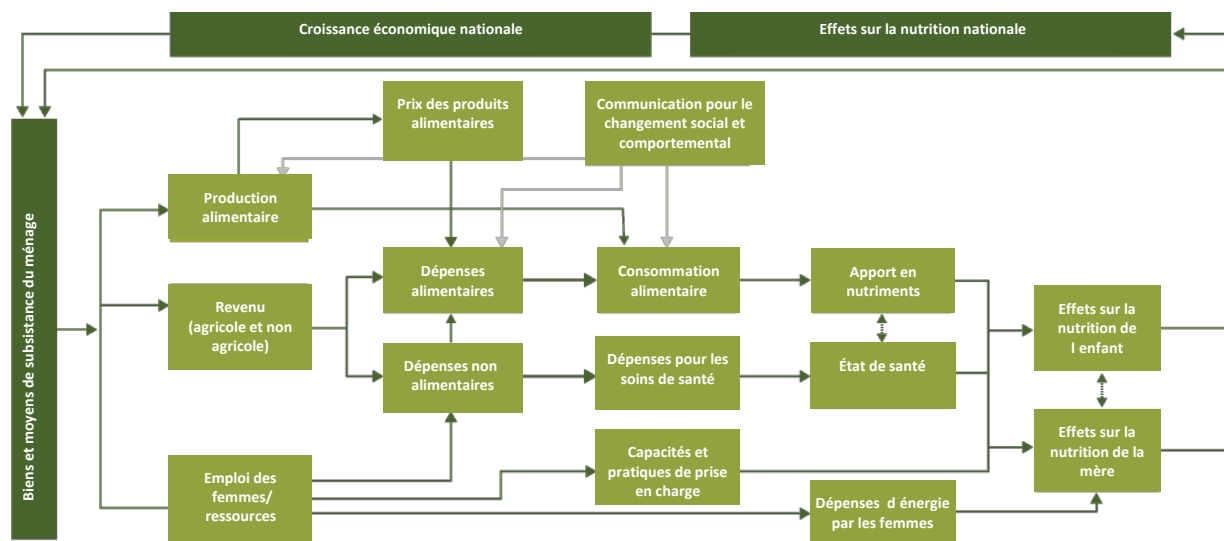 Croissance économique nationale
Effets sur la nutrition nationale
Biens et moyens de subsistance du ménage
Prix des produits
alimentaires
Communication pour le
changement social et
comportemental
Production
alimentaire
Dépenses
alimentaires
Consommation
alimentaire
Apport en
nutriments
Revenu
(agricole et non
agricole)
Effets sur la
nutrition de
l enfant
Dépenses non
alimentaires
Dépenses pour les
soins de santé
État de santé
Emploi des
femmes/
ressources
Capacités et
pratiques de prise
en charge
Effets sur la
nutrition de la
mère
Dépenses d énergie
par les femmes